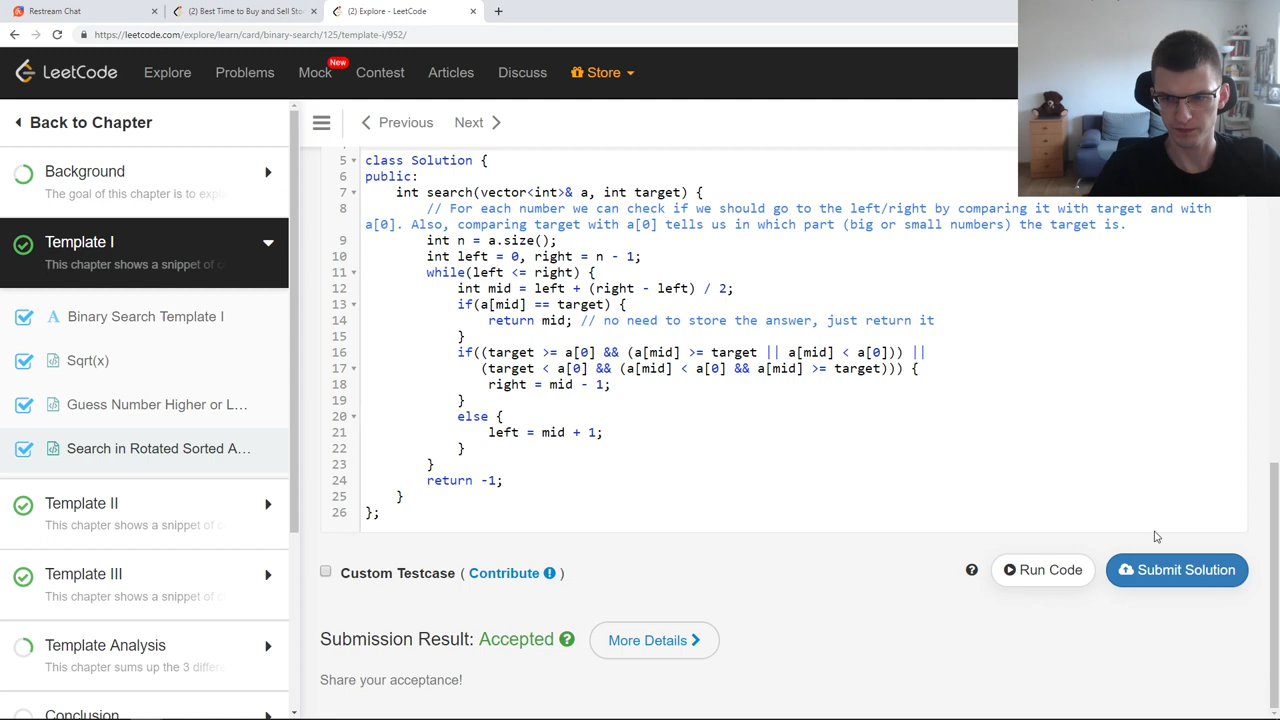 Restream Chat
(2) Best Time to Buy and Sell Sto
(2) Explore - LeetCode
https://leetcode.com/explore/learn/card/binary-search/125/template-i/952/
LeetCode
Explore
Problems
Mock
New
Contest
Articles
Discuss
Store
Back to Chapter
Previous
Next
Background
The goal of this chapter is to expl
Template I
This chapter shows a snippet of c
Binary Search Template I
Sqrt(x)
Guess Number Higher or L...
Search in Rotated Sorted A...
Template II
This chapter shows a snippet of c
Template III
This chapter shows a snippet of c
Template Analysis
This chapter sums up the 3 differe
Conclusion
5 class Solution {
6 public:
7 int search(vector<int>& a, int target) {
8 // For each number we can check if we should go to the left/right by comparing it with target and with
a[0]. Also, comparing target with a[0] tells us in which part (big or small numbers) the target is.
9 int n = a.size();
10 int left = 0, right = n - 1;
11 while(left <= right) {
12 int mid = left + (right - left) / 2;
13 if(a[mid] == target) {
14 return mid; // no need to store the answer, just return it
15 }
16 if((target >= a[0] && (a[mid] >= target || a[mid] < a[0])) ||
17 (target < a[0] && (a[mid] < a[0] && a[mid] >= target))) {
18 right = mid - 1;
19 }
20 else {
21 left = mid + 1;
22 }
23 }
24 return -1;
25 }
26 };
Custom Testcase ( Contribute )
Run Code
Submit Solution
Submission Result: Accepted
More Details
Share your acceptance!